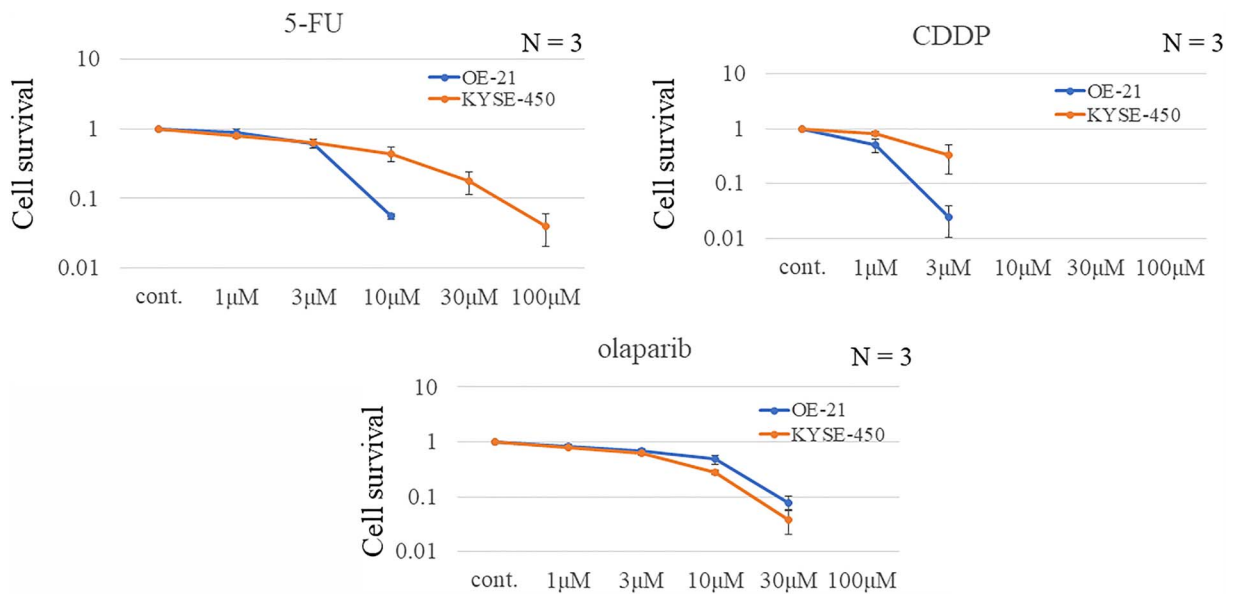 5-FU
N = 3
Cell survival
10
1
0.1
0.01
OE-21
KYSE-450
cont. 1μM 3μM 10μM 30μM 100μM
CDDP
N = 3
Cell survival
10
1
0.1
0.01
OE-21
KYSE-450
cont. 1μM 3μM 10μM 30μM 100μM
olaparib
N = 3
Cell survival
10
1
0.1
0.01
OE-21
KYSE-450
cont. 1μM 3μM 10μM 30μM 100μM